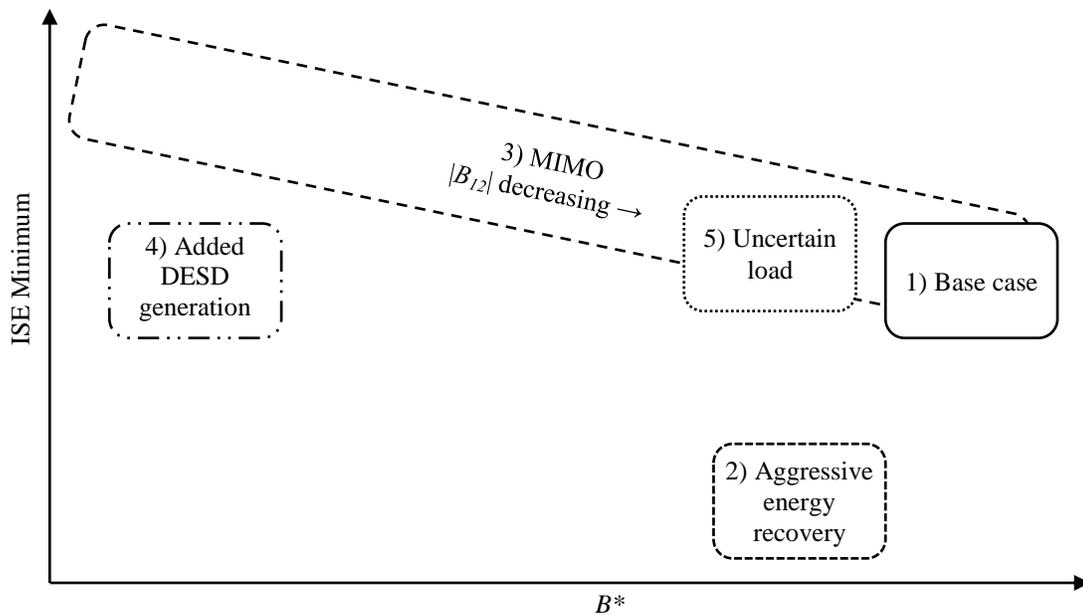 3) MIMO
|B12| decreasing →
5) Uncertain
load
1) Base case
4) Added
DESD
generation
2) Aggressive
energy
recovery
ISE Minimum
B*